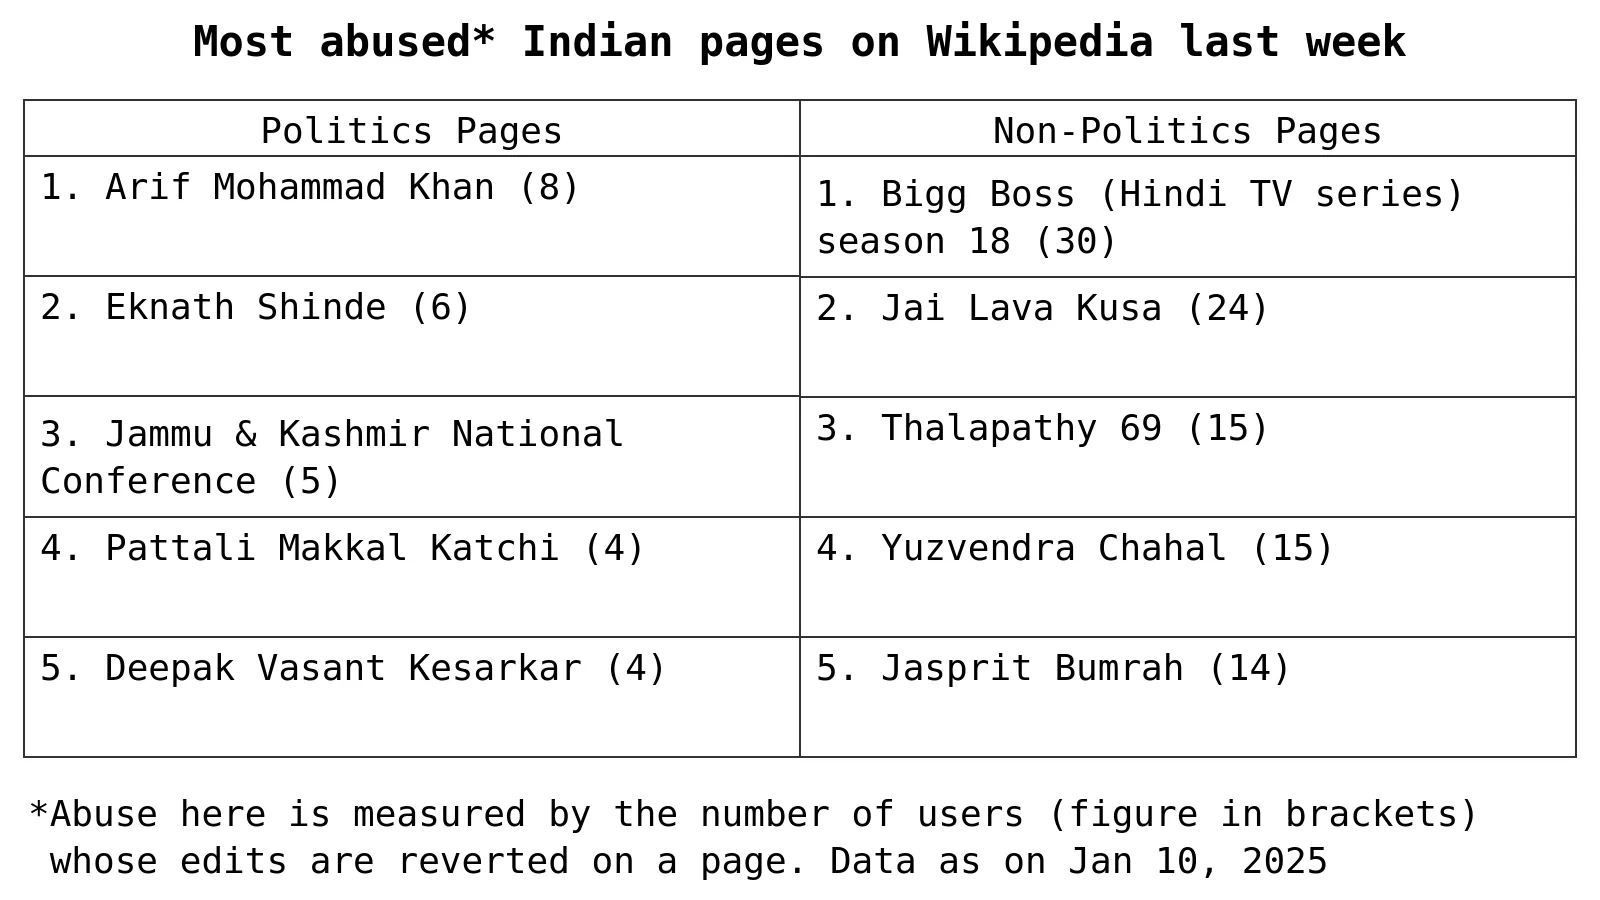 Most abused* Indian pages on Wikipedia last week
Politics Pages
Non-Politics Pages
1. Arif Mohammad Khan (8)
1. Bigg Boss (Hindi TV series)
season 18 (30)
2. Eknath Shinde (6)
2. Jai Lava Kusa (24)
3. Jammu & Kashmir National
Conference (5)
3. Thalapathy 69 (15)
4. Pattali Makkal Katchi (4)
4. Yuzvendra Chahal (15)
5. Deepak Vasant Kesarkar (4)
5. Jasprit Bumrah (14)
*Abuse here is measured by the number of users (figure in brackets)
whose edits are reverted on a page. Data as on Jan 10, 2025